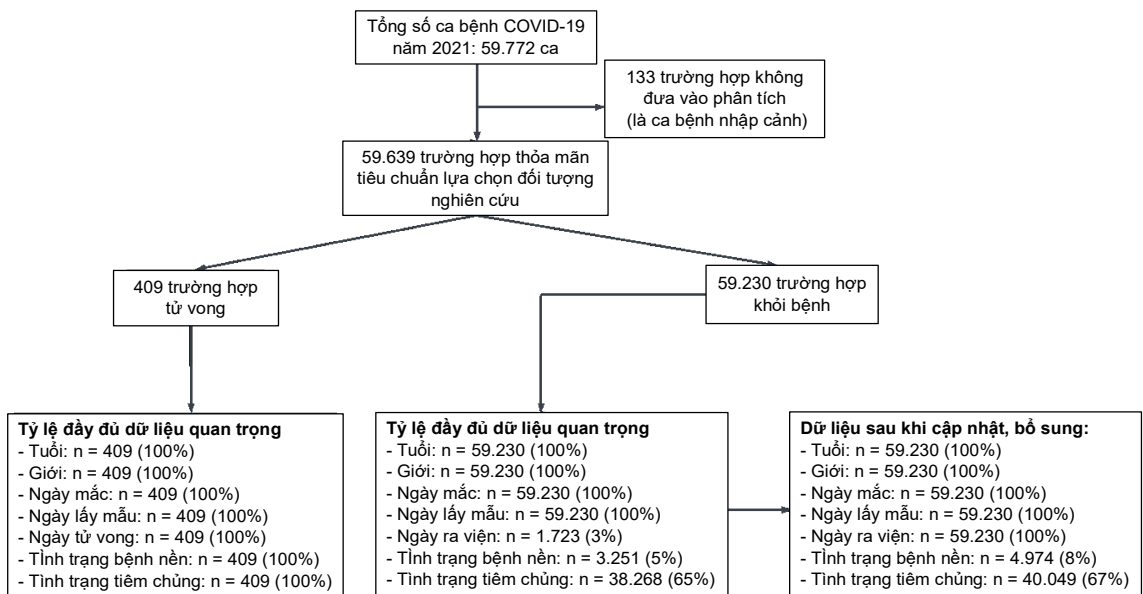 Tổng số ca bệnh COVID-19
năm 2021: 59.772 ca
133 trường hợp không
đưa vào phân tích
(là ca bệnh nhập cảnh)
59.639 trường hợp thỏa mãn
tiêu chuẩn lựa chọn đối tượng
nghiên cứu
409 trường hợp
tử vong
59.230 trường hợp
khỏi bệnh
Tỷ lệ đầy đủ dữ liệu quan trọng
- Tuổi: n = 409 (100%)
- Giới: n = 409 (100%)
- Ngày mắc: n = 409 (100%)
- Ngày lấy mẫu: n = 409 (100%)
- Ngày tử vong: n = 409 (100%)
- TÌnh trạng bệnh nền: n = 409 (100%)
- Tình trạng tiêm chủng: n = 409 (100%)
Tỷ lệ đầy đủ dữ liệu quan trọng
- Tuổi: n = 59.230 (100%)
- Giới: n = 59.230 (100%)
- Ngày mắc: n = 59.230 (100%)
- Ngày lấy mẫu: n = 59.230 (100%)
- Ngày ra viện: n = 1.723 (3%)
- TÌnh trạng bệnh nền: n = 3.251 (5%)
- Tình trạng tiêm chủng: n = 38.268 (65%)
Dữ liệu sau khi cập nhật, bổ sung:
- Tuổi: n = 59.230 (100%)
- Giới: n = 59.230 (100%)
- Ngày mắc: n = 59.230 (100%)
- Ngày lấy mẫu: n = 59.230 (100%)
- Ngày ra viện: n = 59.230 (100%)
- TÌnh trạng bệnh nền: n = 4.974 (8%)
- Tình trạng tiêm chủng: n = 40.049 (67%)